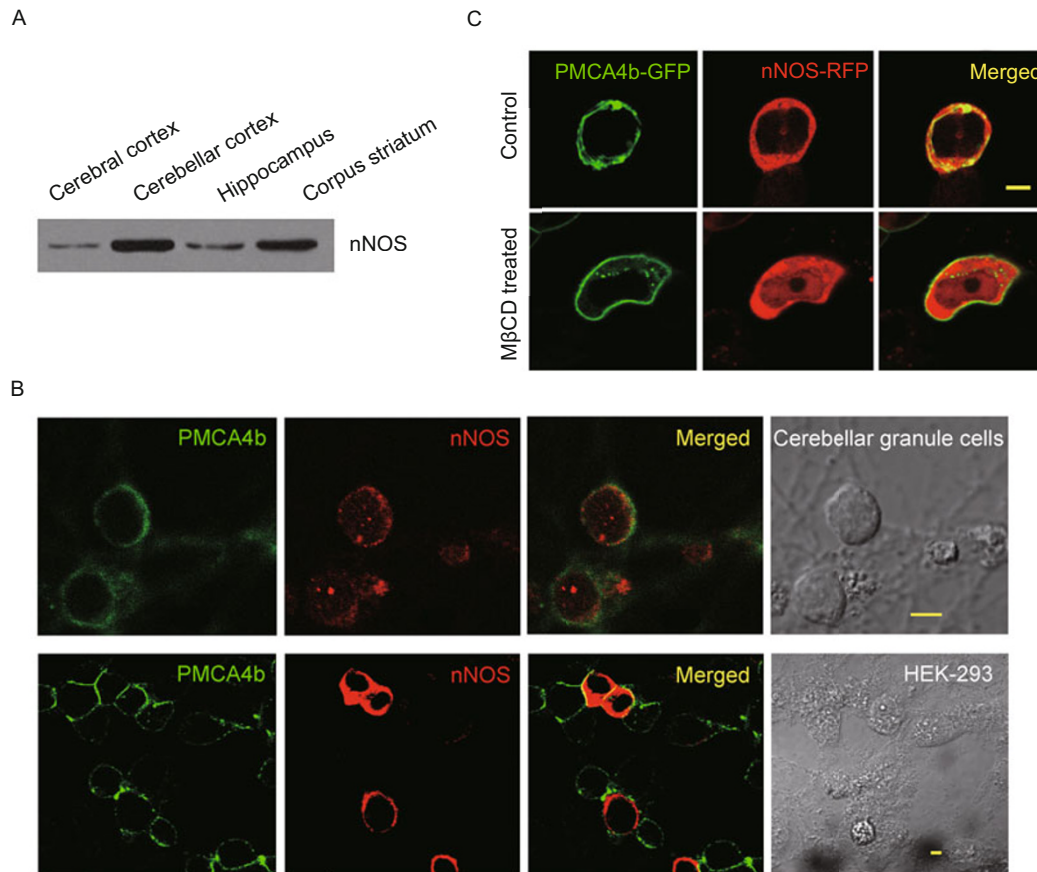 A
Cerebral cortex
Cerebellar cortex
Hippocampus
Corpus striatum
nNOS
C
PMCA4b-GFP
nNOS-RFP
Merged
Control
MβCD treated
B
PMCA4b
nNOS
Merged
Cerebellar granule cells
PMCA4b
nNOS
Merged
HEK-293